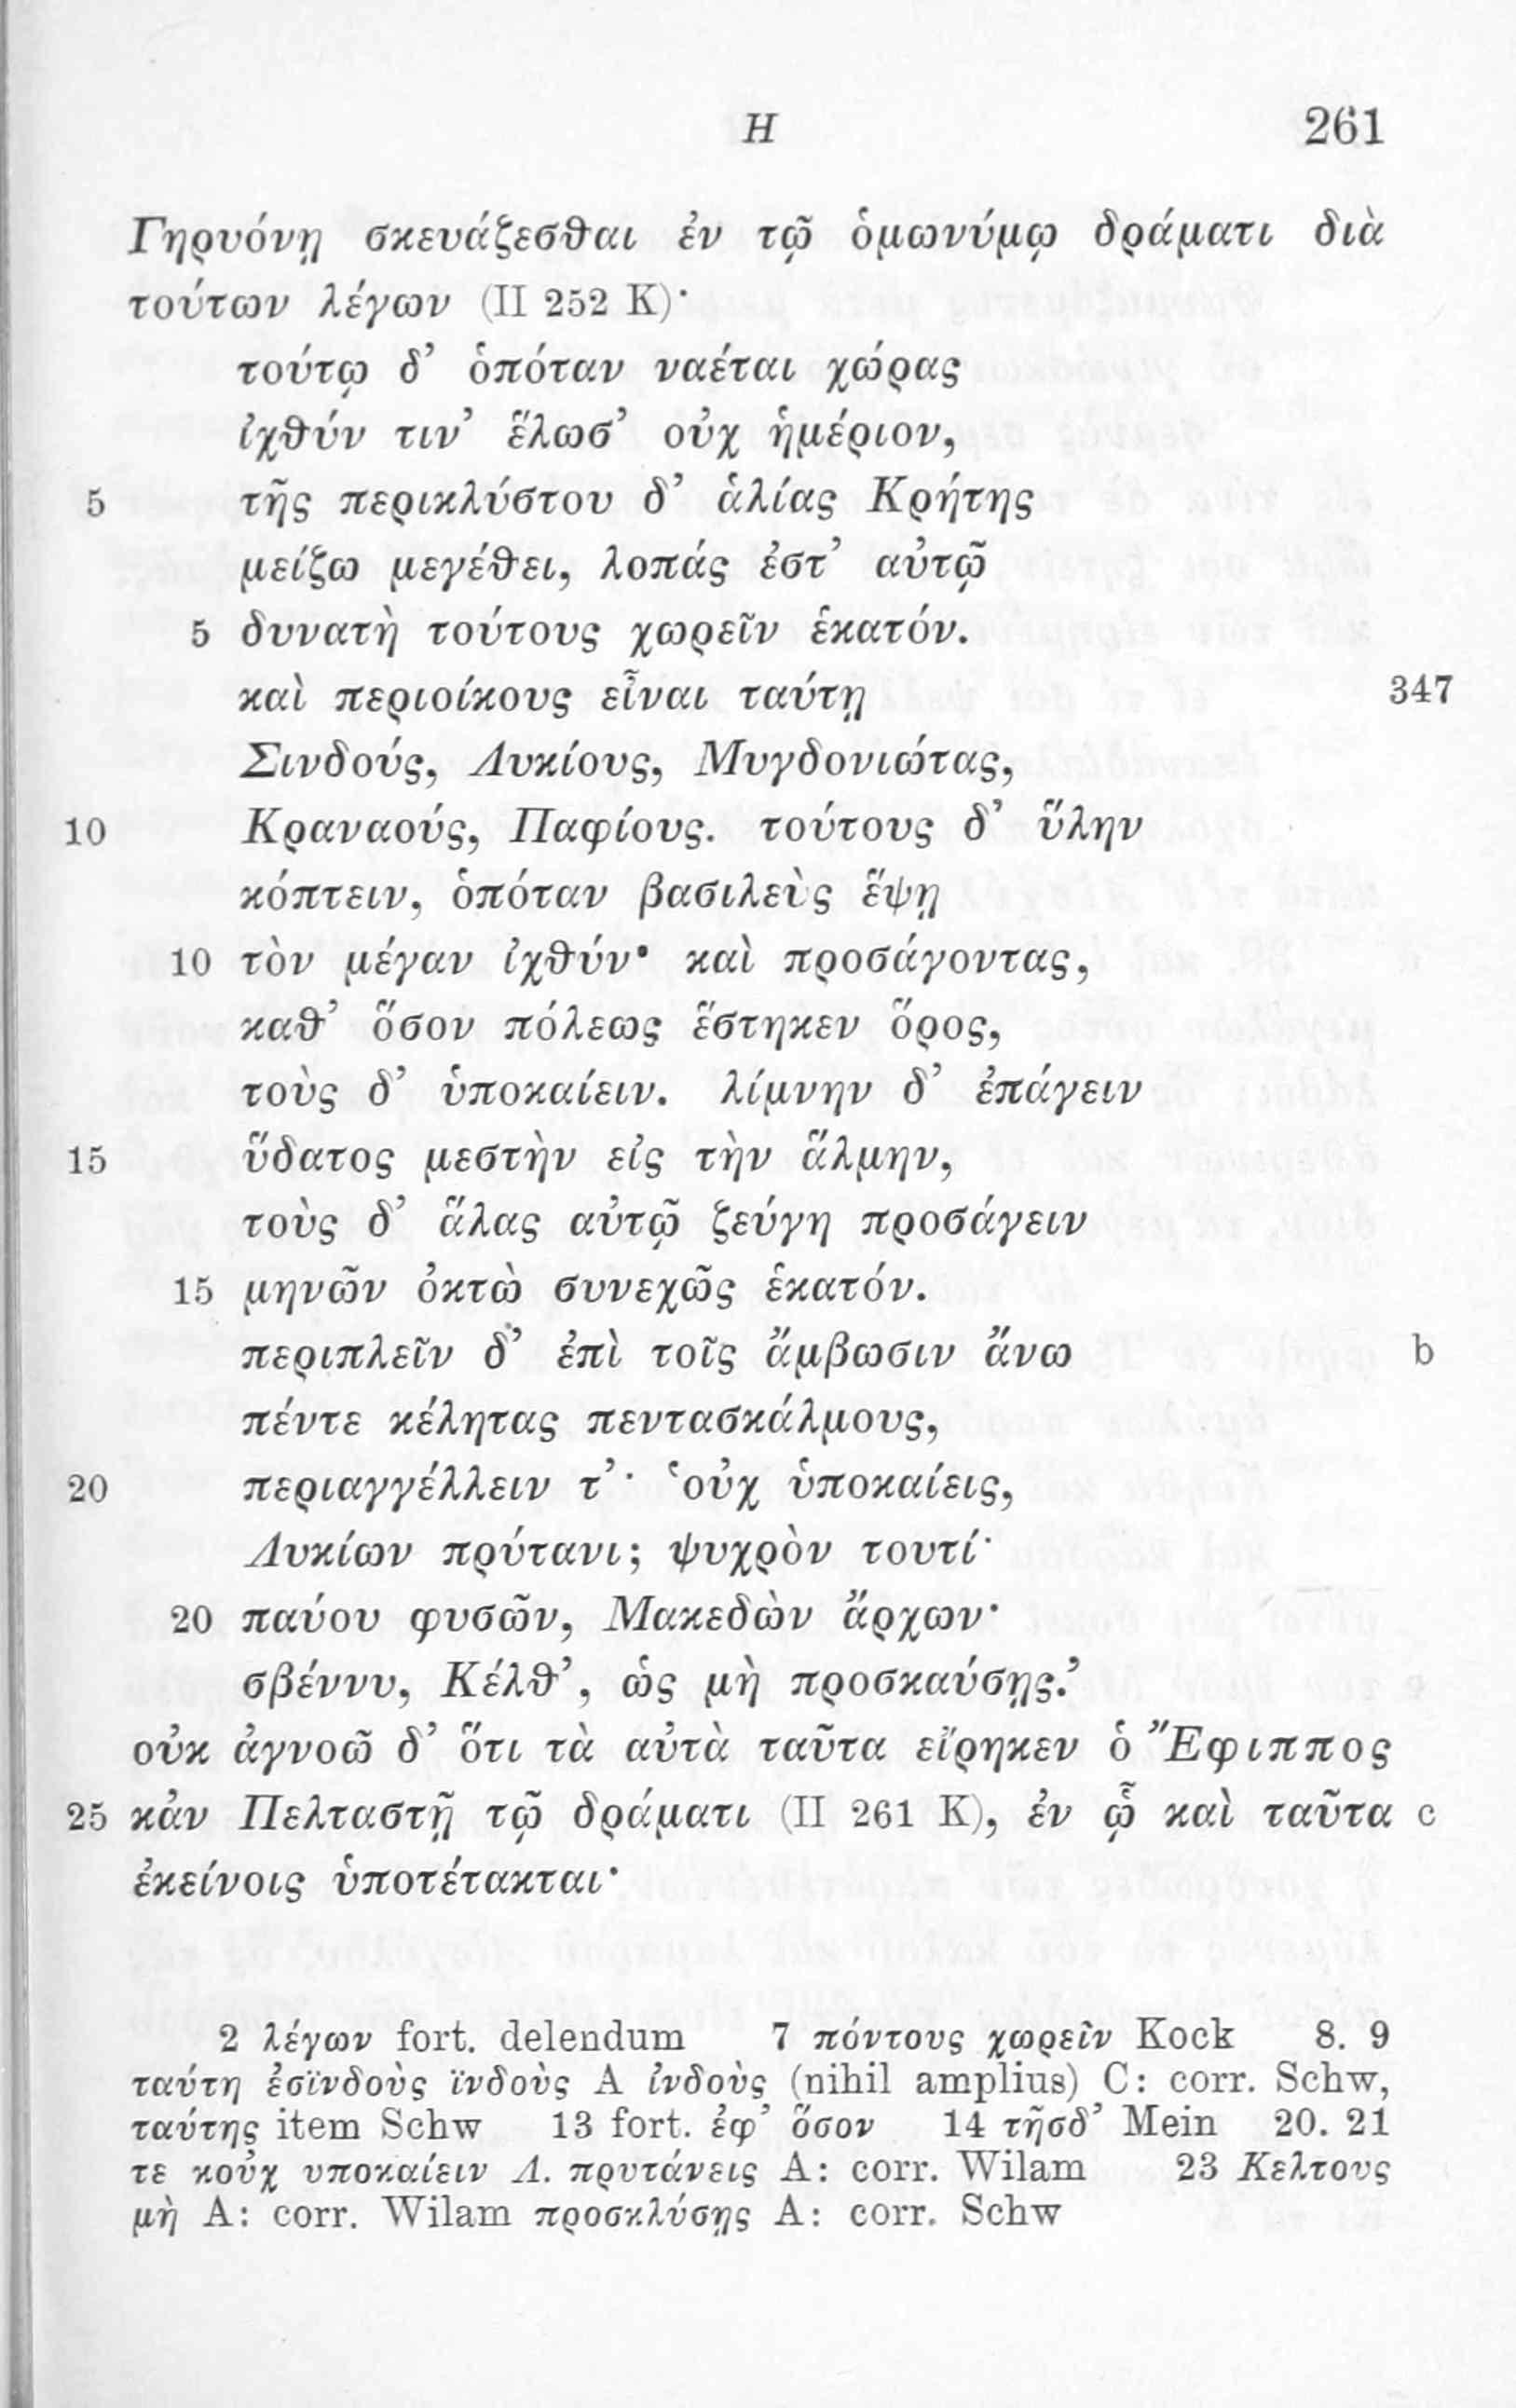 Η 261
Γηρυόνῃ σκευάζεσθαι ἐν τῷ ὁμωνύμῳ δράματι διὰ
τούτων λέγων (II 252 K)·
τούτῳ δ’ ὁπόταν ναέται χώρας
ἰχθύν τιν’ ἕλωσ’ οὐχ ἡμέριον,
5 τῆς περικλύστου δ’ ἁλίας Κρήτης
μείζω μεγέθει, λοπάς ἐστ’ αὐτῷ
5 δυνατὴ τούτους χωρεῖν ἑκατόν.
καὶ περιοίκους εἶναι ταύτῃ 347
Σινδούς, Λυκίους, Μυγδονιώτας,
10 Κραναούς, Παφίους. τούτους δ’ ὕλην
κόπτειν, ὁπόταν βασιλεὺς ἕψῃ
10 τὸν μέγαν ἰχθύν· καὶ προσάγοντας,
καθ’ ὅσον πόλεως ἕστηκεν ὅρος,
τοὺς δ’ ὑποκαίειν. λίμνην δ’ ἐπάγειν
15 ὕδατος μεστὴν εἰς τὴν ἅλμην,
τοὺς δ’ ἅλας αὐτῷ ζεύγη προσάγειν
15 μηνῶν ὀκτὼ συνεχῶς ἑκατόν.
περιπλεῖν δ’ ἐπὶ τοῖς ἄμβωσιν ἄνω b
πέντε κέλητας πεντασκάλμους,
20 περιαγγέλλειν τ’· ‘οὐχ ὑποκαίεις,
Λυκίων πρύτανι; ψυχρὸν τουτί·
20 παύου φυσῶν, Μακεδὼν ἄρχων·
σβέννυ, Κέλθ’, ὡς μὴ προσκαύσῃς.’
οὐκ ἀγνοῶ δ’ ὅτι τὰ αὐτὰ ταῦτα εἴρηκεν ὁ Ἔφιππος
25 κἀν Πελταστῇ τῷ δράματι (II 261 K), ἐν ᾧ καὶ ταῦτα c
ἐκείνοις ὑποτέτακται·
2 λέγων fort. delendum 7 πόντους χωρεῖν Kock 8. 9
ταύτη ἐσϊνδοὺς ϊνδοὺς A ἰνδοὺς (nihil amplius) C: corr. Schw,
ταύτης item Schw 13 fort. ἐφ’ ὅσον 14 τῆσδ’ Mein 20. 21
τε κοὐχ υποκαίειν Λ. πρυτάνεις A: corr. Wilam 23 Κελτους
μὴ A: corr. Wilam προσκλύσῃς A: corr. Schw